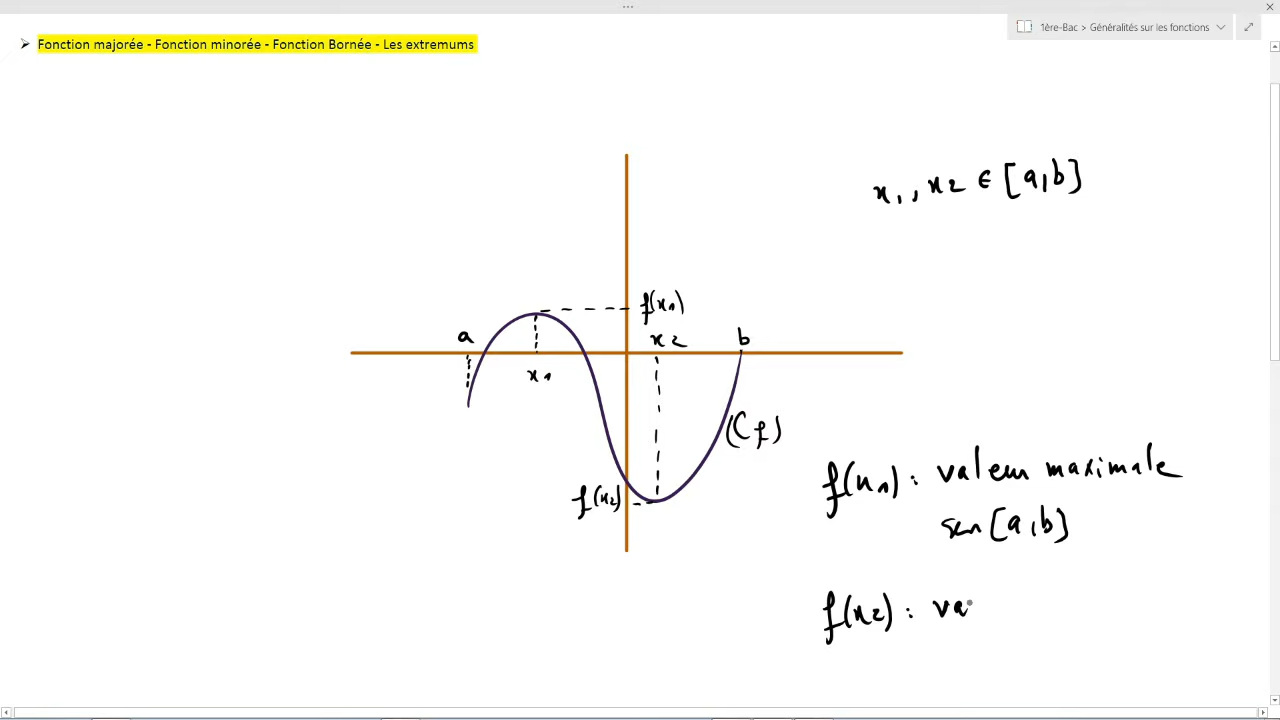 1ère-Bac > Généralités sur les fonctions
Fonction majorée - Fonction minorée - Fonction Bornée - Les extremums
x1, x2 ∈ [a,b]
f(x1)
a
x2
b
x1
(Cf)
f(x2)
f(x1) : valeur maximale
sur [a,b]
f(x2) : va